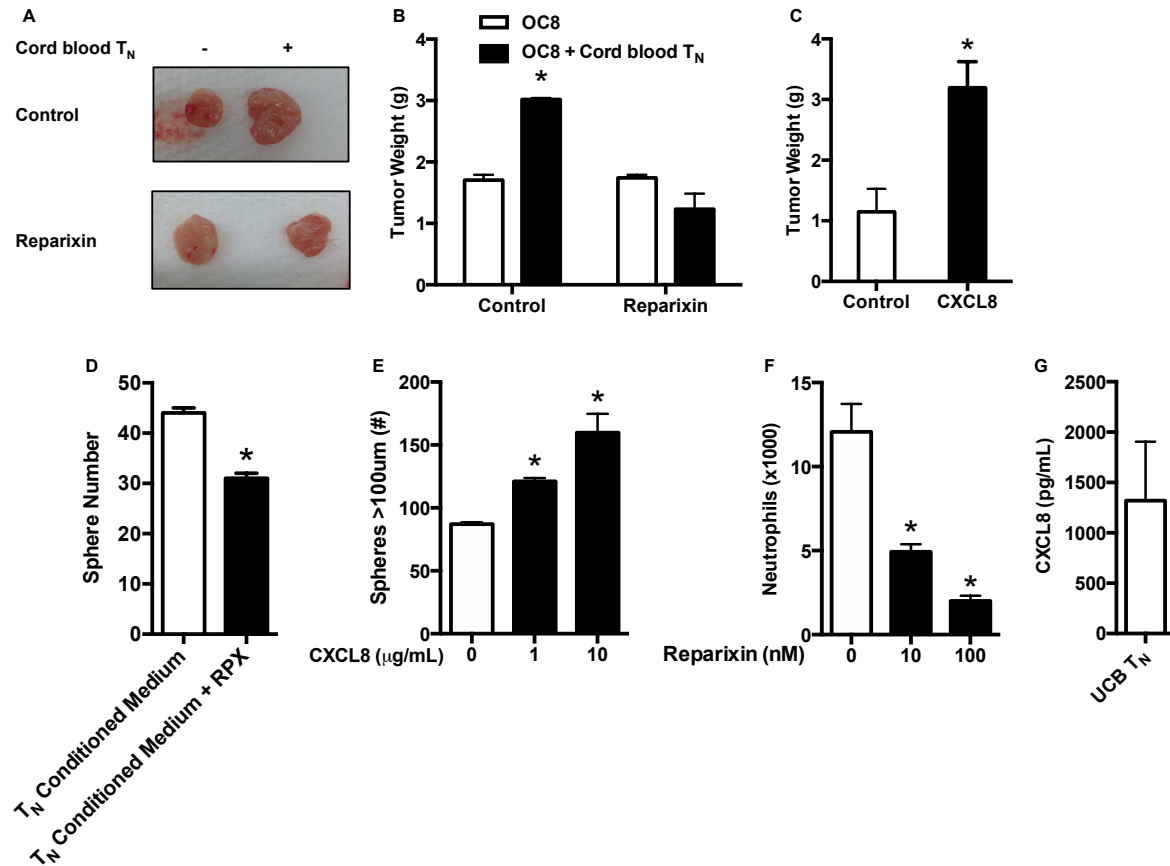 A
Cord blood TN
-
+
Control
Reparixin
B
OC8
OC8 + Cord blood TN
*
Tumor Weight (g)
4
3
2
1
0
Control
Reparixin
C
*
Tumor Weight (g)
4
3
2
1
0
Control
CXCL8
D
Sphere Number
50
40
30
20
10
0
*
TN Conditioned Medium
TN Conditioned Medium + RPX
E
Spheres >100um (#)
200
150
100
50
0
*
*
CXCL8 (μg/mL)
0
1
10
F
Neutrophils (x1000)
15
10
5
0
*
*
Reparixin (nM)
0
10
100
G
CXCL8 (pg/mL)
2500
2000
1500
1000
500
0
UCB TN